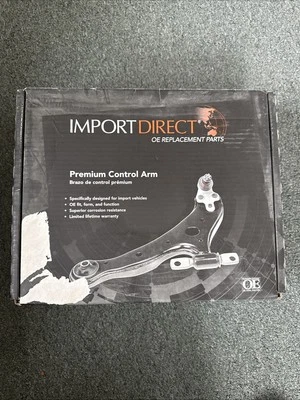 IMPORT DIRECT
OE REPLACEMENT PARTS
Premium Control Arm
Brazo de control prémium
• Specifically designed for import vehicles
• OE fit, form, and function
• Superior corrosion resistance
• Limited lifetime warranty
OE